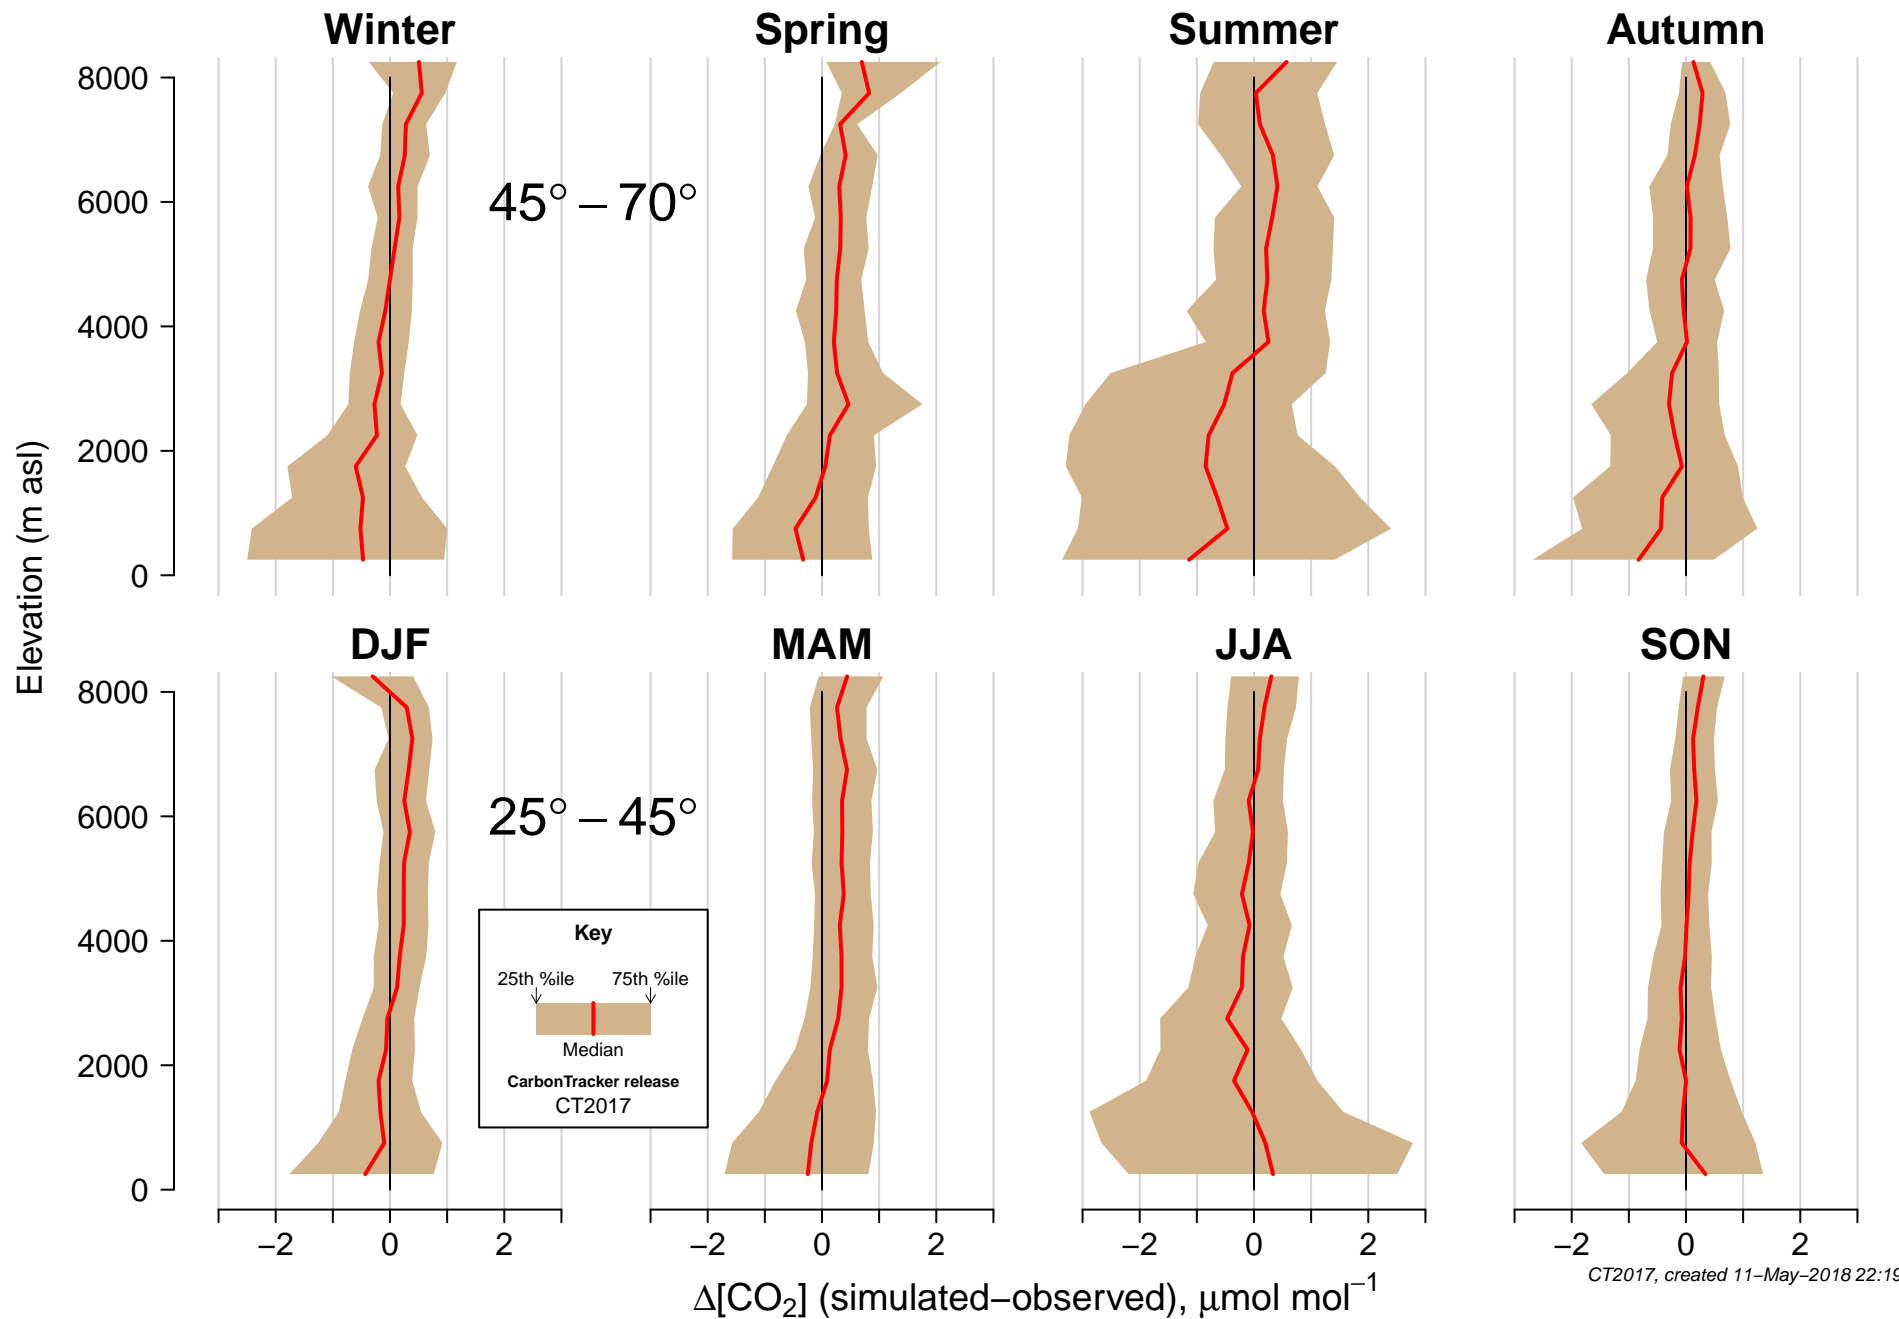 Winter Spring Summer Autumn
8000
6000
4000
2000
0
45° – 70°
Elevation (m asl)
DJF MAM JJA SON
8000
6000
4000
2000
0
25° – 45°
Key
25th %ile 75th %ile
Median
CarbonTracker release
CT2017
−2 0 2 −2 0 2 −2 0 2 −2 0 2
CT2017, created 11−May−2018 22:19
Δ[CO₂] (simulated−observed), μmol mol⁻¹